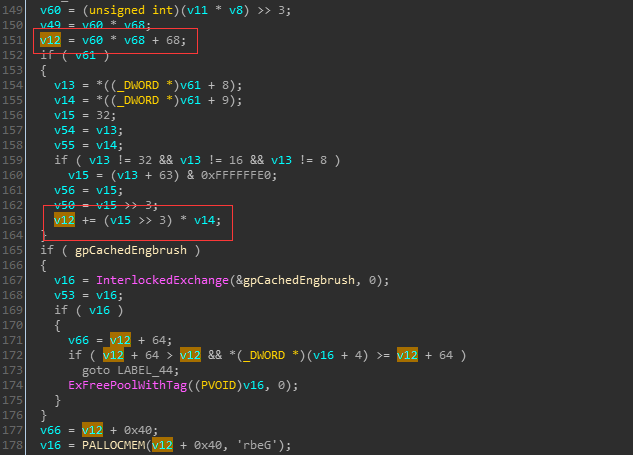 149 v60 = (unsigned int)(v11 * v8) >> 3;
150 v49 = v60 * v68;
151 v12 = v60 * v68 + 68;
152 if ( v61 )
153 {
154 v13 = *((_DWORD *)v61 + 8);
155 v14 = *((_DWORD *)v61 + 9);
156 v15 = 32;
157 v54 = v13;
158 v55 = v14;
159 if ( v13 != 32 && v13 != 16 && v13 != 8 )
160 v15 = (v13 + 63) & 0xFFFFFFE0;
161 v56 = v15;
162 v50 = v15 >> 3;
163 v12 += (v15 >> 3) * v14;
164 }
165 if ( gpCachedEngbrush )
166 {
167 v16 = InterlockedExchange(&gpCachedEngbrush, 0);
168 v53 = v16;
169 if ( v16 )
170 {
171 v66 = v12 + 64;
172 if ( v12 + 64 > v12 && *(_DWORD *)(v16 + 4) >= v12 + 64 )
173 goto LABEL_44;
174 ExFreePoolWithTag((PVOID)v16, 0);
175 }
176 }
177 v66 = v12 + 0x40;
178 v16 = PALLOCMEM(v12 + 0x40, 'rbeG');